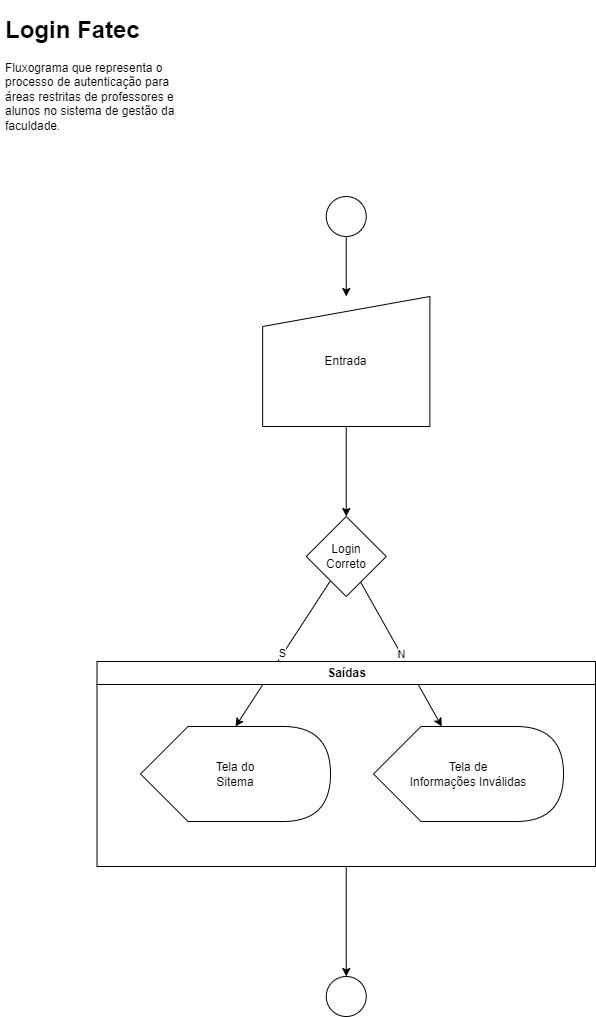 Login Fatec
Fluxograma que representa o
processo de autenticação para
áreas restritas de professores e
alunos no sistema de gestão da
faculdade.
Entrada
Login
Correto
S
N
Saídas
Tela do
Sitema
Tela de
Informações Inválidas